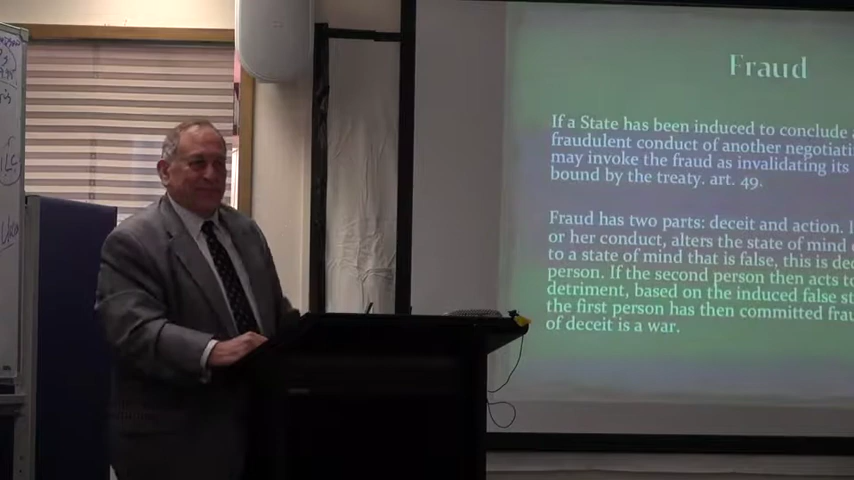 Fraud
If a State has been induced to conclude a
fraudulent conduct of another negotiati
may invoke the fraud as invalidating its
bound by the treaty, art. 49.
Fraud has two parts: deceit and action. I
or her conduct, alters the state of mind
to a state of mind that is false, this is de
person. If the second person then acts to
detriment, based on the induced false st
the first person has then committed frau
of deceit is a war.
ILC